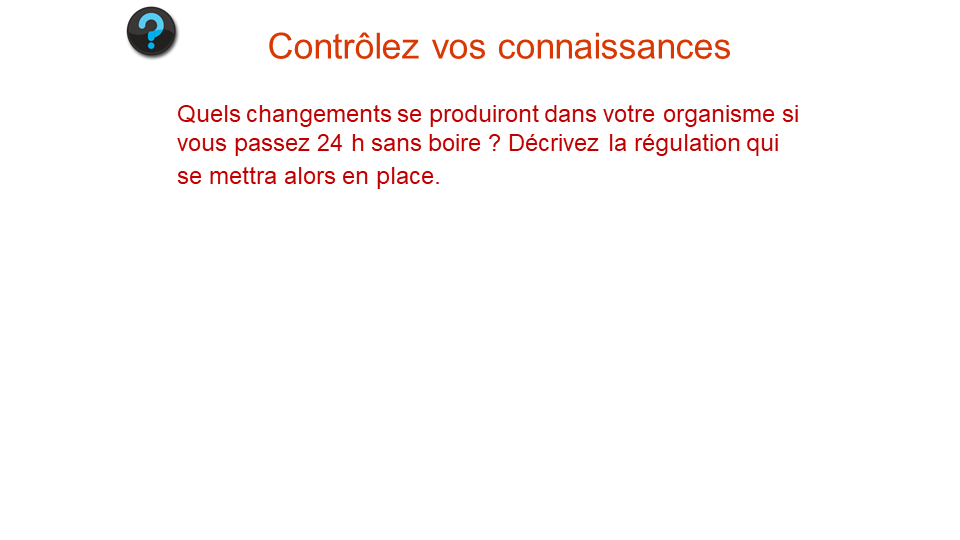 Contrôlez vos connaissances
Quels changements se produiront dans votre organisme si
vous passez 24 h sans boire ? Décrivez la régulation qui
se mettra alors en place.